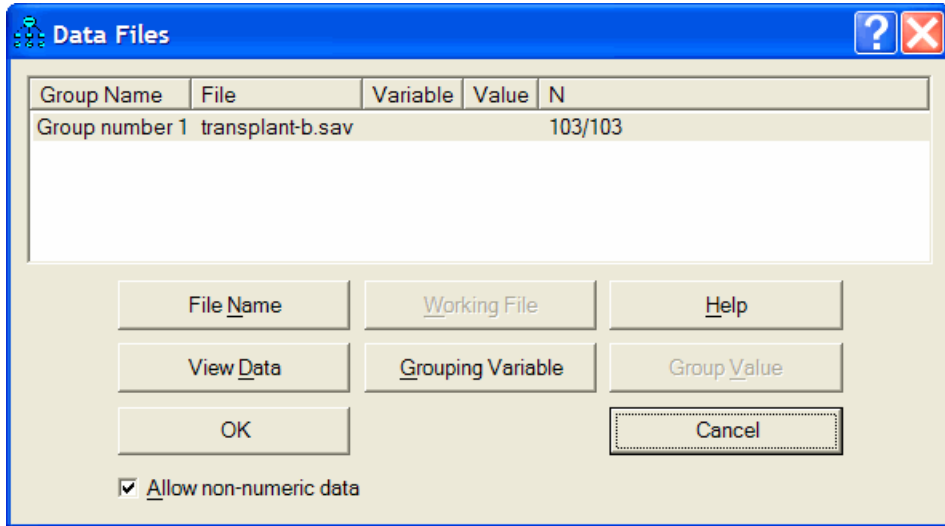 Data Files
Group Name File Variable Value N
Group number 1 transplant-b.sav 103/103
File Name Working File Help
View Data Grouping Variable Group Value
OK Cancel
Allow non-numeric data